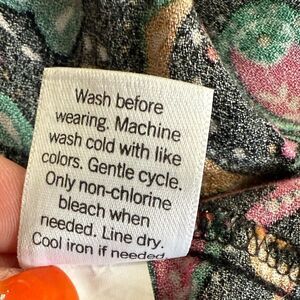 Wash before
wearing. Machine
wash cold with like
colors. Gentle cycle.
Only non-chlorine
bleach when
needed. Line dry.
Cool iron if needed